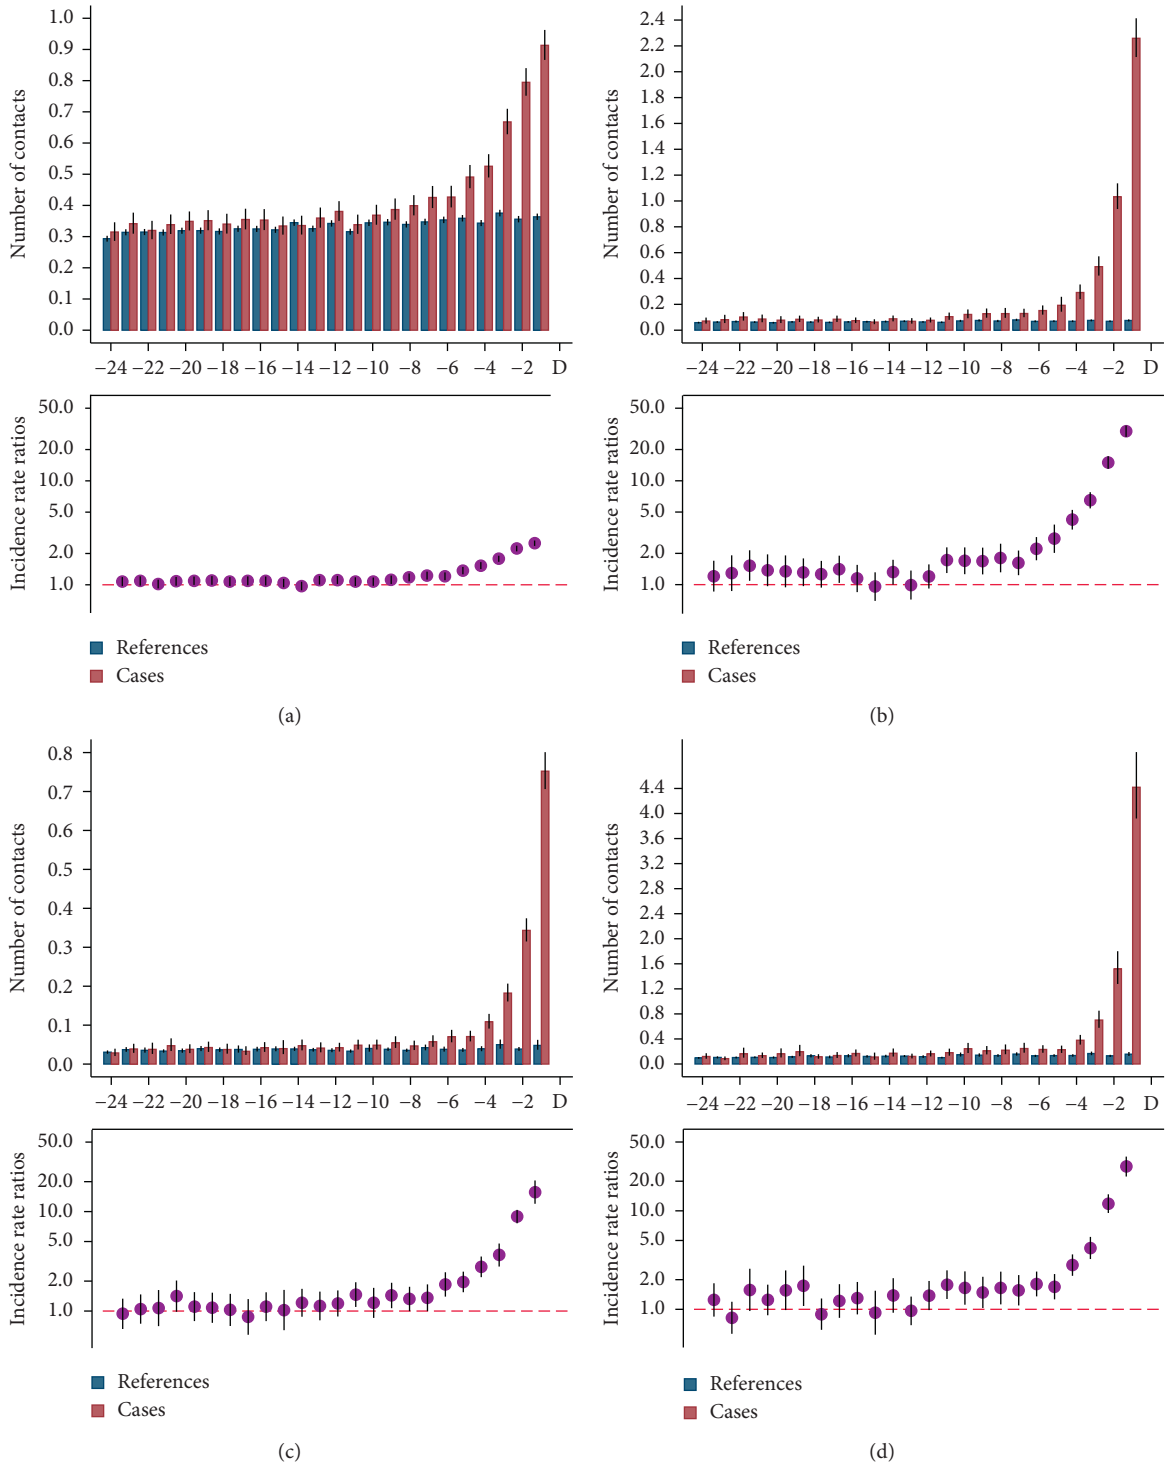 Number of contacts
1.0
0.9
0.8
0.7
0.6
0.5
0.4
0.3
0.2
0.1
0.0
−24 −22 −20 −18 −16 −14 −12 −10 −8 −6 −4 −2 D
Incidence rate ratios
50.0
20.0
10.0
5.0
2.0
1.0
References
Cases
(a)
Number of contacts
2.4
2.2
2.0
1.8
1.6
1.4
1.2
1.0
0.8
0.6
0.4
0.2
0.0
−24 −22 −20 −18 −16 −14 −12 −10 −8 −6 −4 −2 D
Incidence rate ratios
50.0
20.0
10.0
5.0
2.0
1.0
References
Cases
(b)
Number of contacts
0.8
0.7
0.6
0.5
0.4
0.3
0.2
0.1
0.0
−24 −22 −20 −18 −16 −14 −12 −10 −8 −6 −4 −2 D
Incidence rate ratios
50.0
20.0
10.0
5.0
2.0
1.0
References
Cases
(c)
Number of contacts
4.4
4.0
3.6
3.2
2.8
2.4
2.0
1.6
1.2
0.8
0.4
0.0
−24 −22 −20 −18 −16 −14 −12 −10 −8 −6 −4 −2 D
Incidence rate ratios
50.0
20.0
10.0
5.0
2.0
1.0
References
Cases
(d)